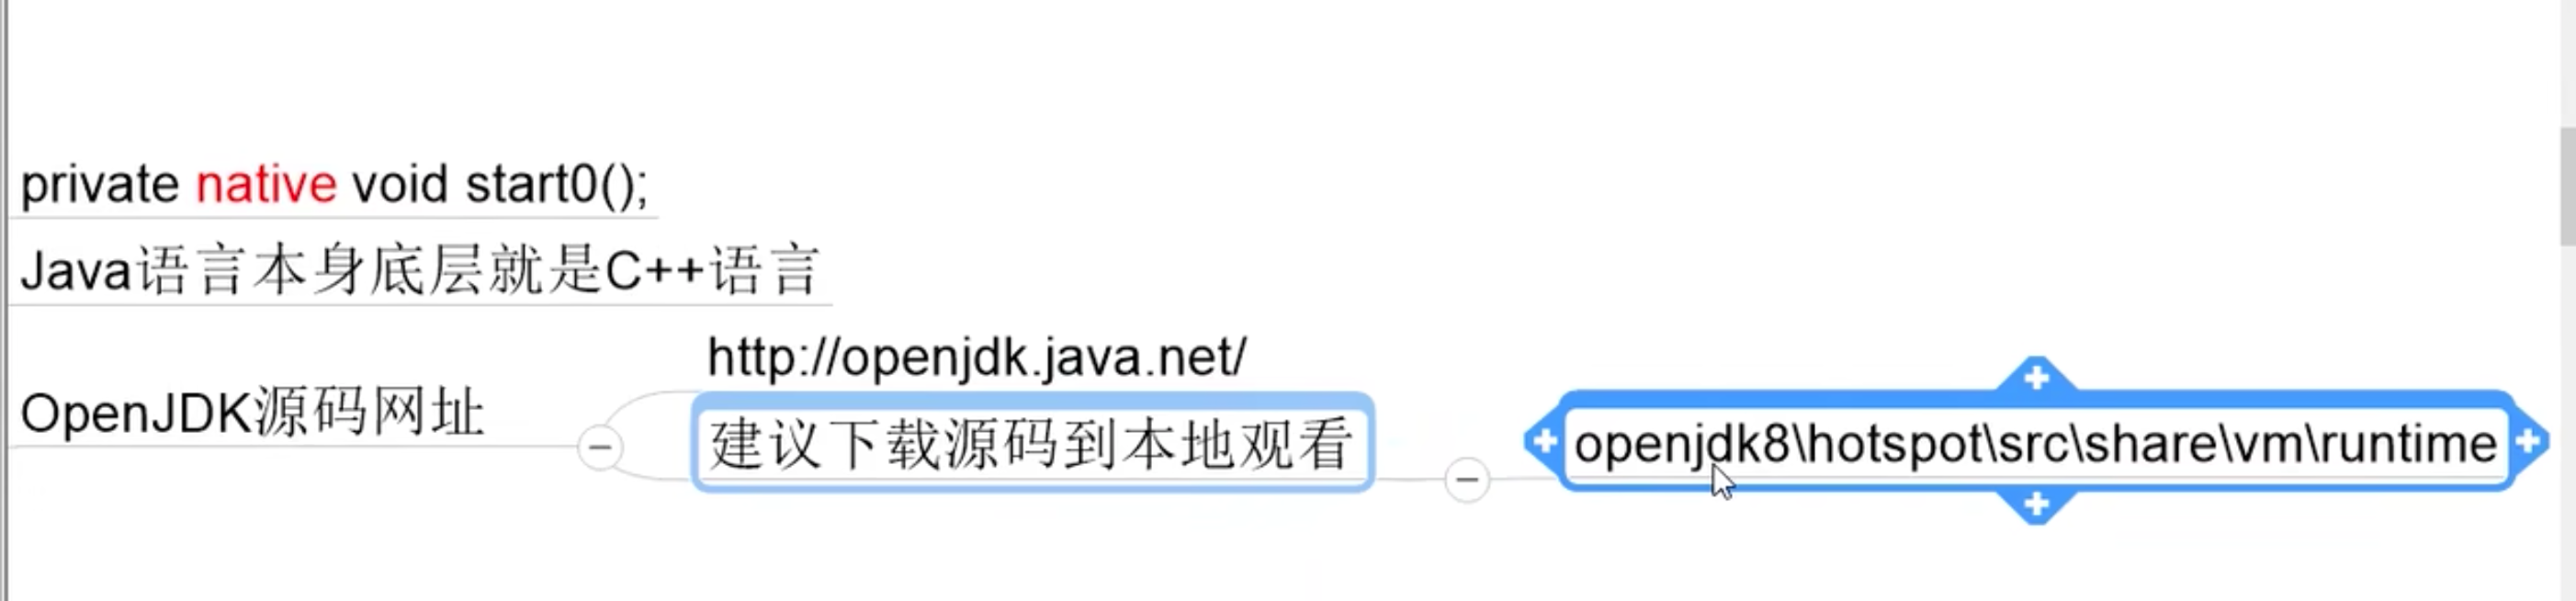 private native void start0();
Java语言本身底层就是C++语言
OpenJDK源码网址
http://openjdk.java.net/
建议下载源码到本地观看
openjdk8\hotspot\src\share\vm\runtime